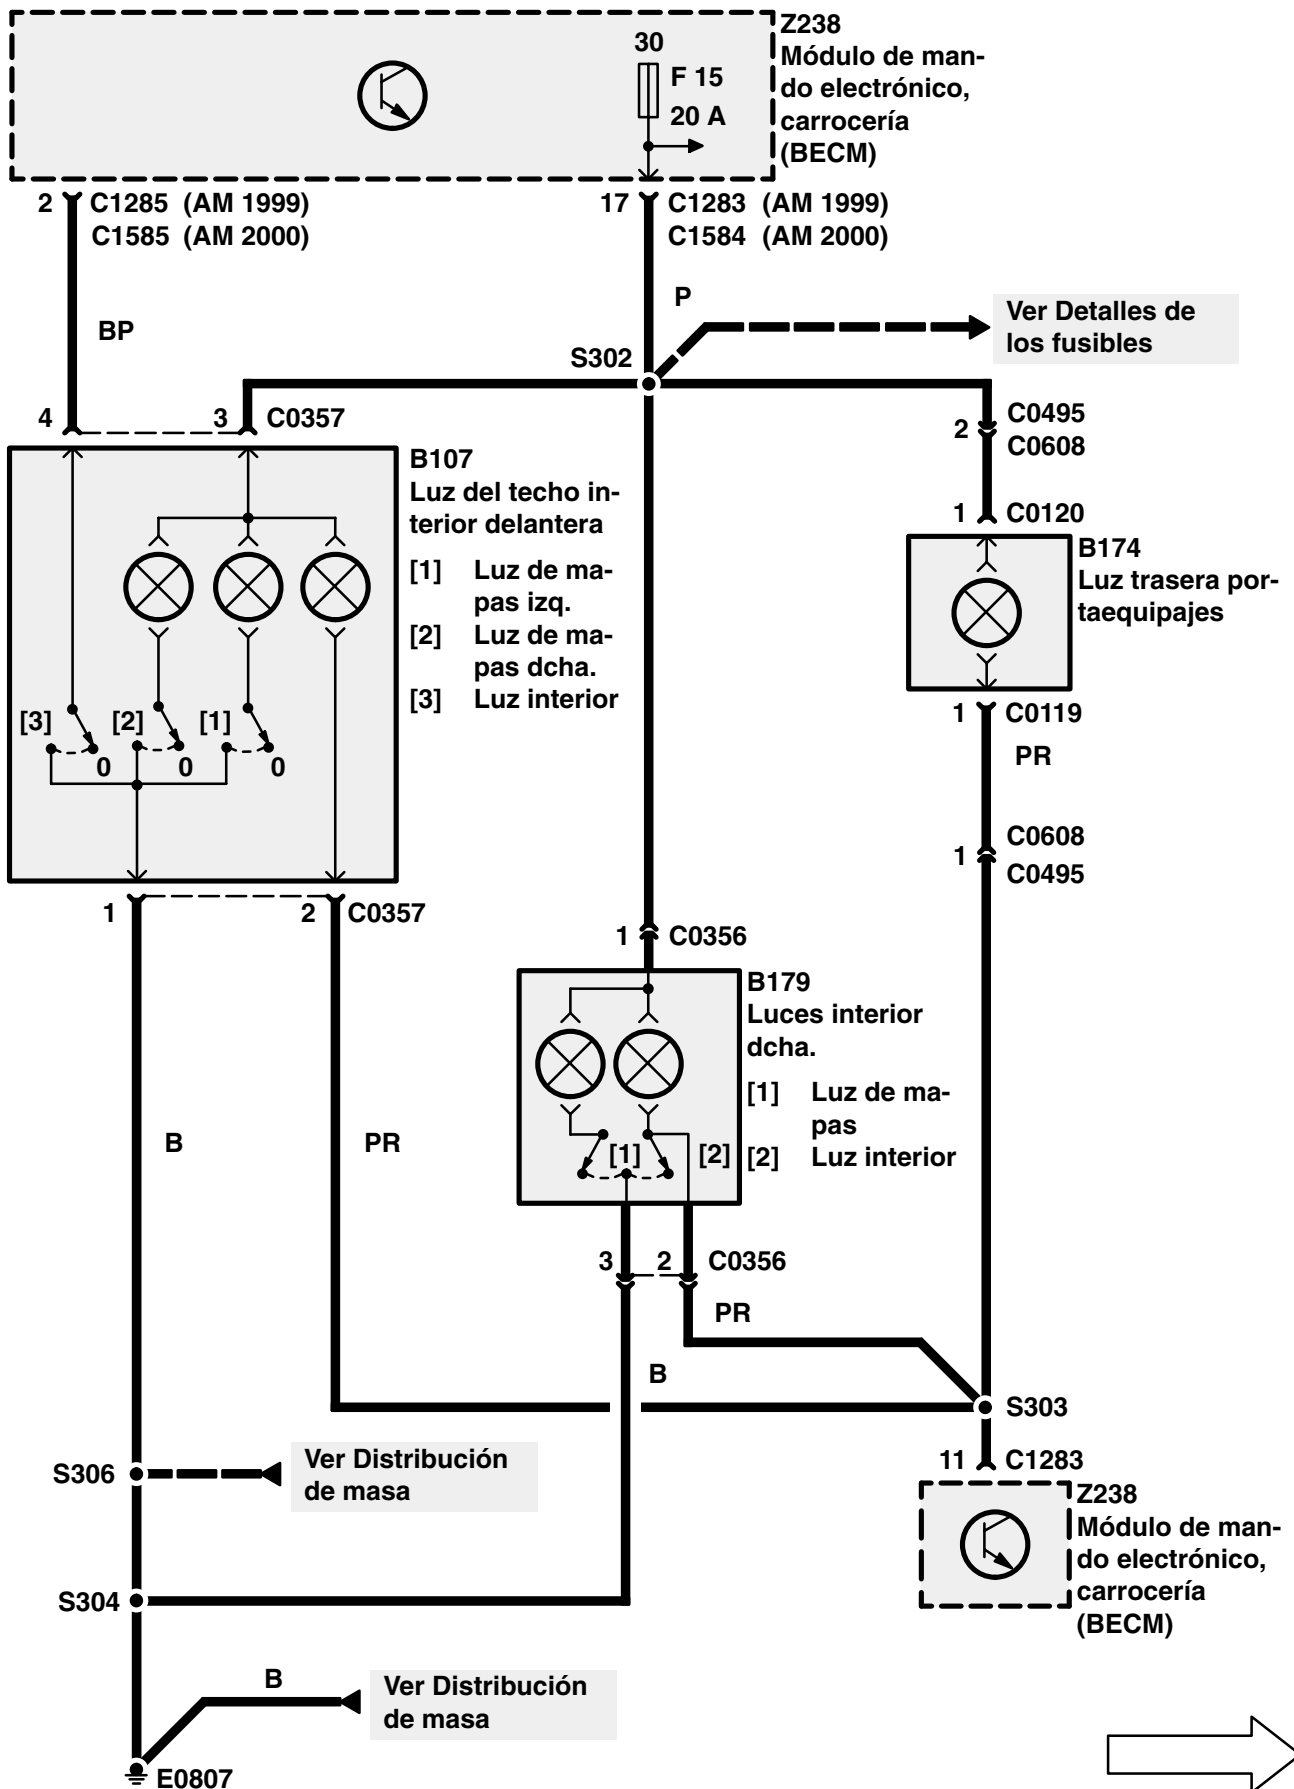 Z238
Módulo de man-
do electrónico,
carrocería
(BECM)
30
F 15
20 A
2 C1285 (AM 1999)
C1585 (AM 2000)
17 C1283 (AM 1999)
C1584 (AM 2000)
BP
P
Ver Detalles de
los fusibles
S302
4
3 C0357
2
C0495
C0608
B107
Luz del techo in-
terior delantera
[1] Luz de ma-
pas izq.
[2] Luz de ma-
pas dcha.
[3] Luz interior
[3] [2] [1]
0 0 0
1 C0120
B174
Luz trasera por-
taequipajes
1 C0119
PR
1
C0608
C0495
1
2 C0357
1 C0356
B179
Luces interior
dcha.
[1] Luz de ma-
pas
[2] Luz interior
[1] [2]
B
PR
3 2 C0356
PR
B
S303
11 C1283
Z238
Módulo de man-
do electrónico,
carrocería
(BECM)
S306
Ver Distribución
de masa
S304
B
Ver Distribución
de masa
E0807